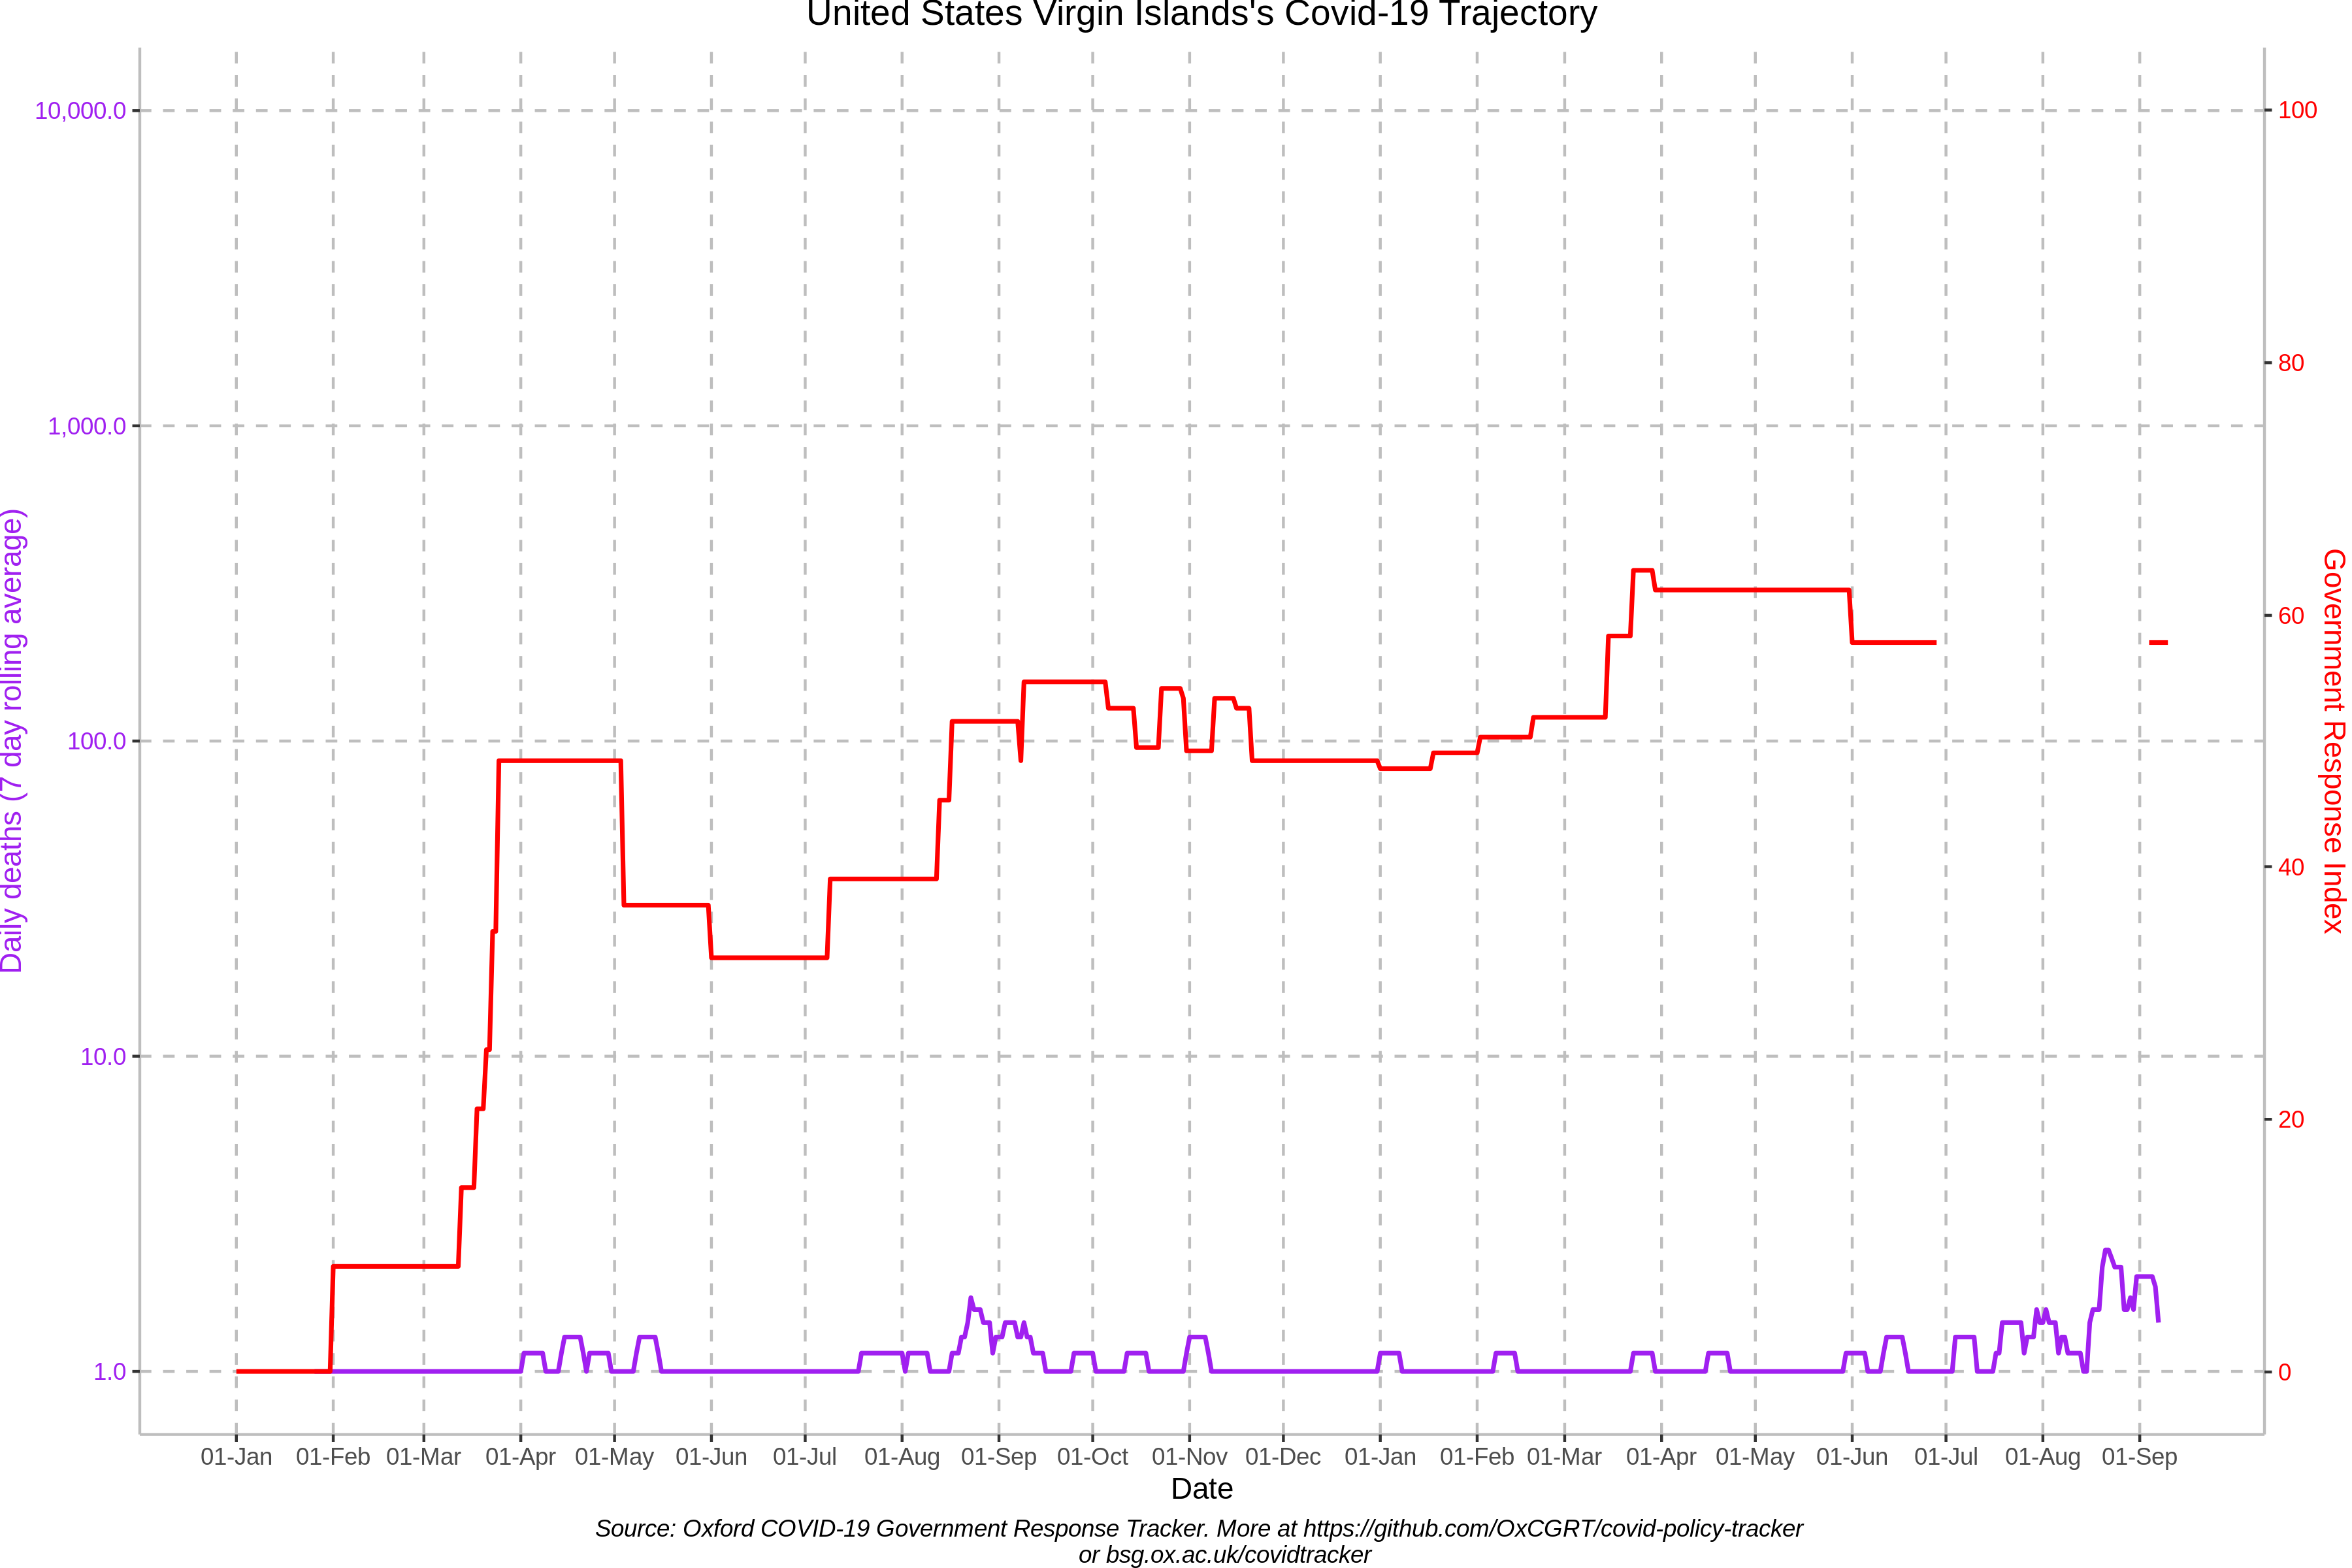 United States Virgin Islands's Covid-19 Trajectory
10,000.0
1,000.0
100.0
10.0
1.0
Daily deaths (7 day rolling average)
100
80
60
40
20
0
Government Response Index
01-Jan 01-Feb 01-Mar 01-Apr 01-May 01-Jun 01-Jul 01-Aug 01-Sep 01-Oct 01-Nov 01-Dec 01-Jan 01-Feb 01-Mar 01-Apr 01-May 01-Jun 01-Jul 01-Aug 01-Sep
Date
Source: Oxford COVID-19 Government Response Tracker. More at https://github.com/OxCGRT/covid-policy-tracker
or bsg.ox.ac.uk/covidtracker